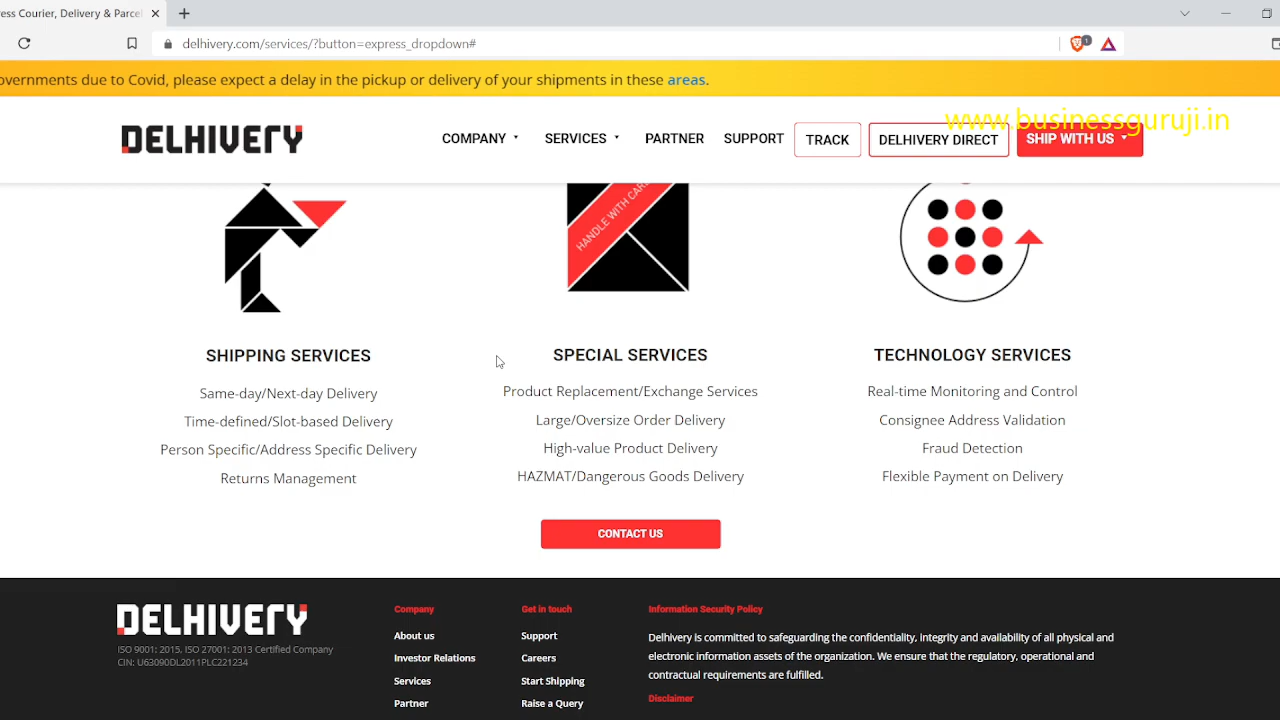 ress Courier, Delivery & Parce
delhivery.com/services/?button=express_dropdown#
1
overnments due to Covid, please expect a delay in the pickup or delivery of your shipments in these areas.
www.businessguruji.in
DELHIVERY
COMPANY
SERVICES
PARTNER
SUPPORT
TRACK
DELHIVERY DIRECT
SHIP WITH US
HANDLE WITH CAR
SHIPPING SERVICES
Same-day/Next-day Delivery
Time-defined/Slot-based Delivery
Person Specific/Address Specific Delivery
Returns Management
SPECIAL SERVICES
Product Replacement/Exchange Services
Large/Oversize Order Delivery
High-value Product Delivery
HAZMAT/Dangerous Goods Delivery
TECHNOLOGY SERVICES
Real-time Monitoring and Control
Consignee Address Validation
Fraud Detection
Flexible Payment on Delivery
CONTACT US
DELHIVERY
ISO 9001: 2015, ISO 27001: 2013 Certified Company
CIN: U63090DL2011PLC221234
Company
About us
Investor Relations
Services
Partner
Get in touch
Support
Careers
Start Shipping
Raise a Query
Information Security Policy
Delhivery is committed to safeguarding the confidentiality, integrity and availability of all physical and
electronic information assets of the organization. We ensure that the regulatory, operational and
contractual requirements are fulfilled.
Disclaimer